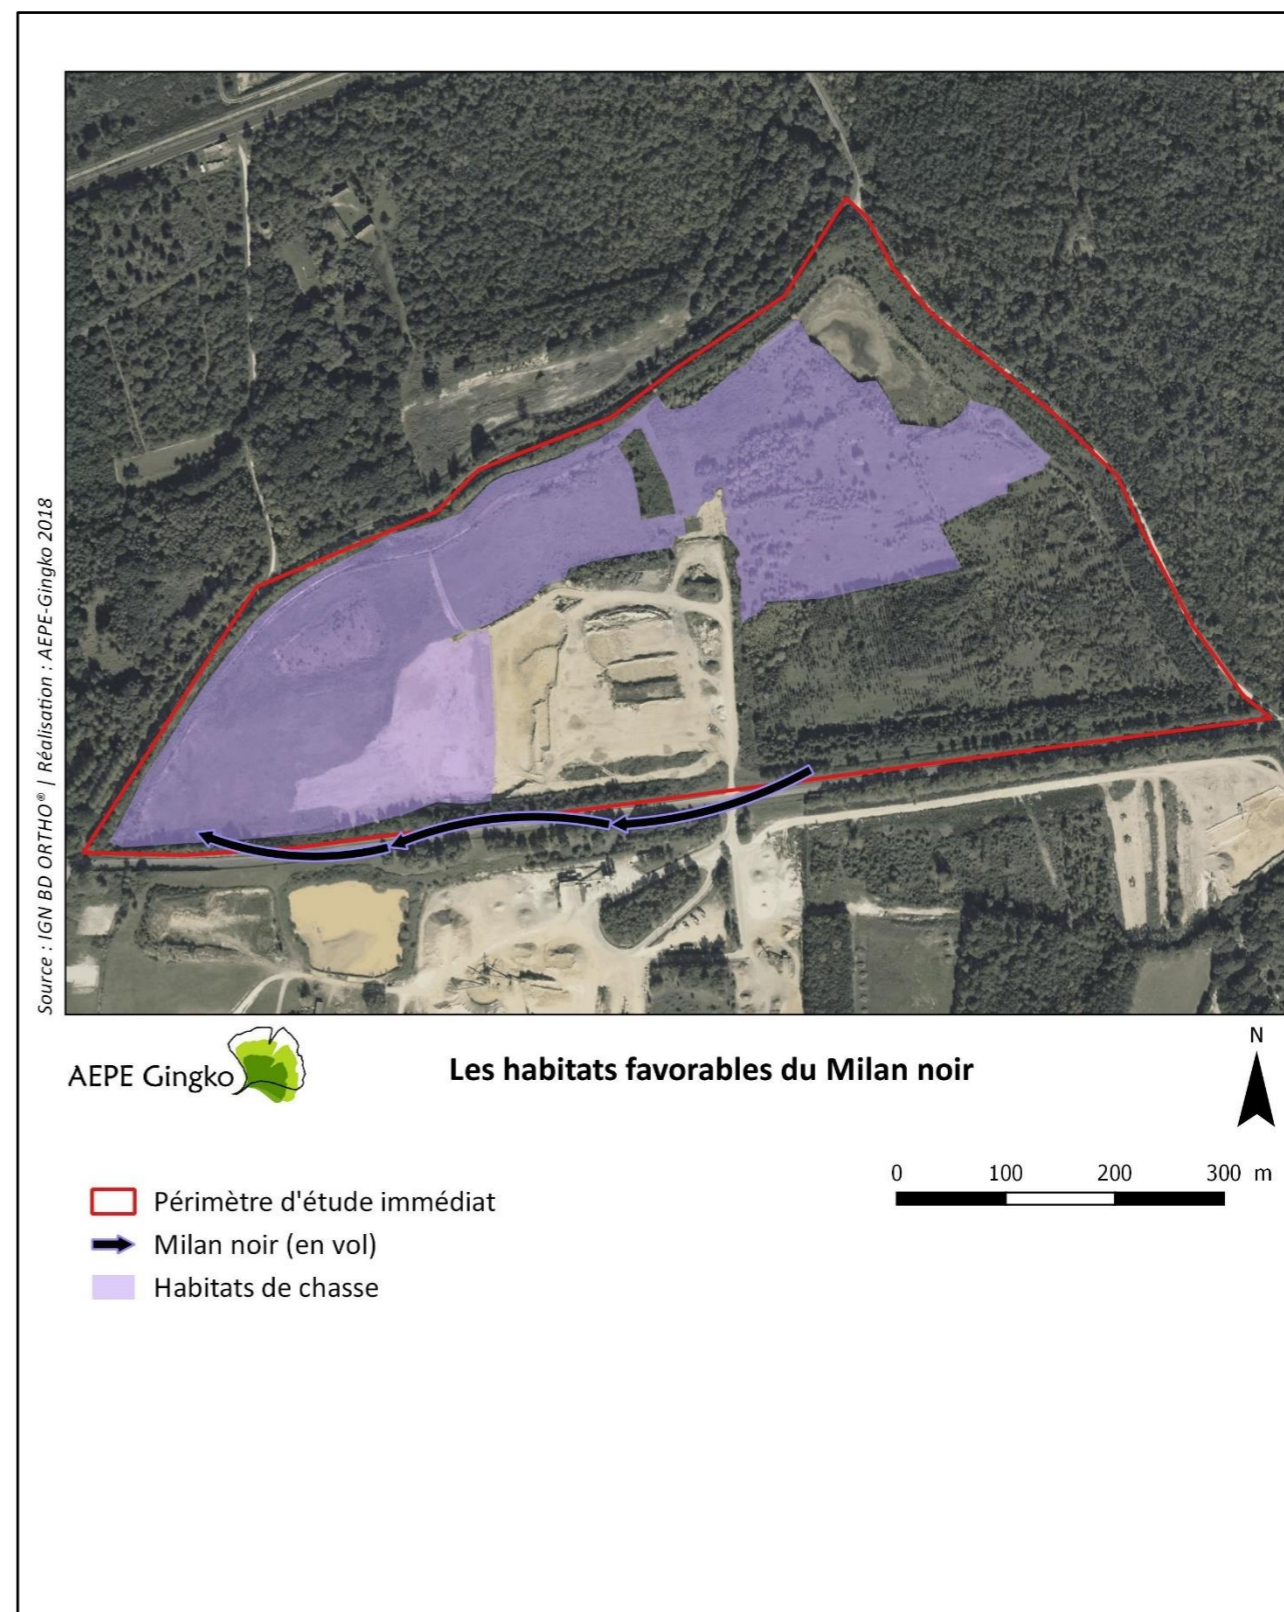 Source : IGN BD ORTHO® | Réalisation : AEPE-Gingko 2018
AEPE Gingko
Les habitats favorables du Milan noir
N
0 100 200 300 m
Périmètre d'étude immédiat
Milan noir (en vol)
Habitats de chasse